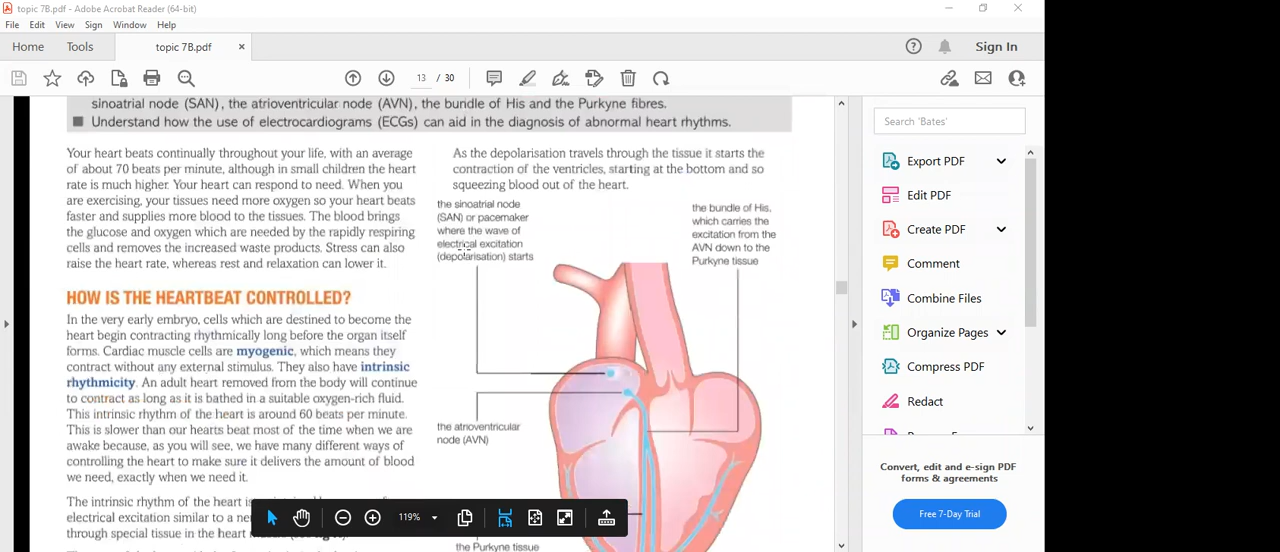 topic 7B.pdf - Adobe Acrobat Reader (64-bit)
File Edit View Sign Window Help
Home Tools topic 7B.pdf × Sign In
13 / 30
sinoatrial node (SAN), the atrioventricular node (AVN), the bundle of His and the Purkyne fibres.
■ Understand how the use of electrocardiograms (ECGs) can aid in the diagnosis of abnormal heart rhythms.
Your heart beats continually throughout your life, with an average
of about 70 beats per minute, although in small children the heart
rate is much higher. Your heart can respond to need. When you
are exercising, your tissues need more oxygen so your heart beats
faster and supplies more blood to the tissues. The blood brings
the glucose and oxygen which are needed by the rapidly respiring
cells and removes the increased waste products. Stress can also
raise the heart rate, whereas rest and relaxation can lower it.
HOW IS THE HEARTBEAT CONTROLLED?
In the very early embryo, cells which are destined to become the
heart begin contracting rhythmically long before the organ itself
forms. Cardiac muscle cells are myogenic, which means they
contract without any external stimulus. They also have intrinsic
rhythmicity. An adult heart removed from the body will continue
to contract as long as it is bathed in a suitable oxygen-rich fluid.
This intrinsic rhythm of the heart is around 60 beats per minute.
This is slower than our hearts beat most of the time when we are
awake because, as you will see, we have many different ways of
controlling the heart to make sure it delivers the amount of blood
we need, exactly when we need it.
The intrinsic rhythm of the heart is
electrical excitation similar to a
through special tissue in the heart
As the depolarisation travels through the tissue it starts the
contraction of the ventricles, starting at the bottom and so
squeezing blood out of the heart.
the sinoatrial node
(SAN) or pacemaker
where the wave of
electrical excitation
(depolarisation) starts
the bundle of His,
which carries the
excitation from the
AVN down to the
Purkyne tissue
the atrioventricular
node (AVN)
the Purkyne tissue
119%
Search 'Bates'
Export PDF
Edit PDF
Create PDF
Comment
Combine Files
Organize Pages
Compress PDF
Redact
Convert, edit and e-sign PDF
forms & agreements
Free 7-Day Trial